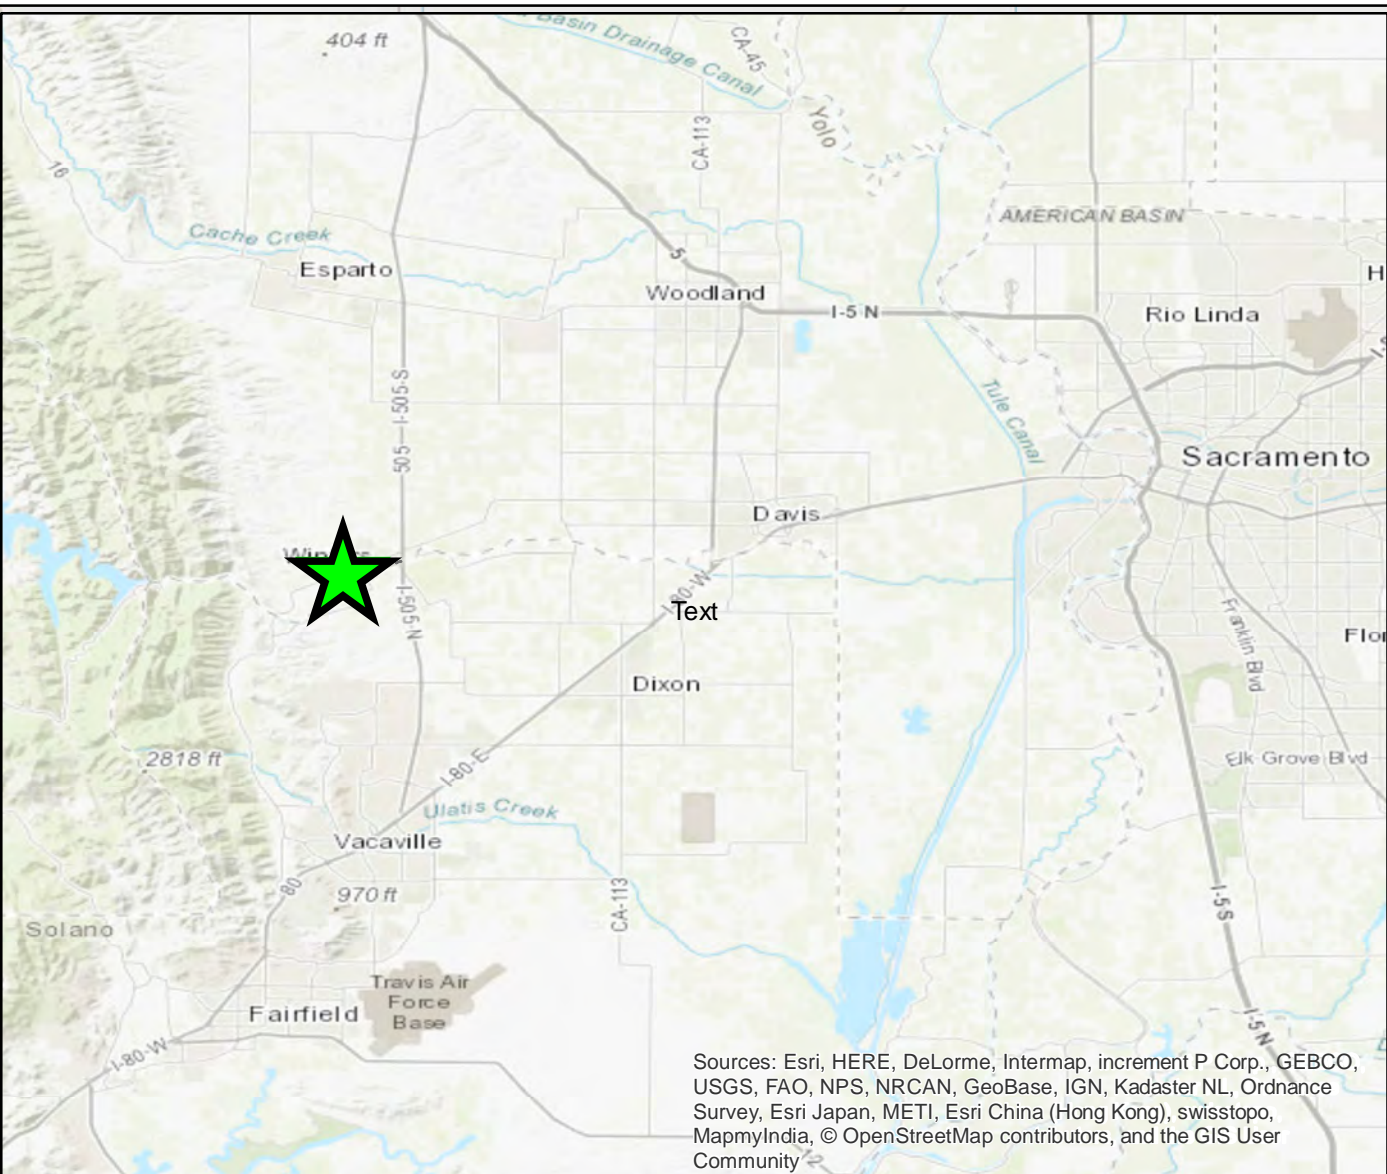 404 ft
Basin Drainage Canal
CA-45
Yolo
CA-113
16
AMERICAN BASIN
Cache Creek
Esparto
5
Woodland
I-5 N
Rio Linda
H
505
I-505-S
Tule Canal
Sacramento
Davis
I-505-N
I-80-W
Text
Franklin Blvd
Flor
Dixon
2818 ft
I-80-E
Elk Grove Blvd
Ulatis Creek
Vacaville
80
970 ft
CA-113
I-5 S
Solano
Travis Air
Force
Base
Fairfield
I-5 N
I-80-W
Sources: Esri, HERE, DeLorme, Intermap, increment P Corp., GEBCO,
USGS, FAO, NPS, NRCAN, GeoBase, IGN, Kadaster NL, Ordnance
Survey, Esri Japan, METI, Esri China (Hong Kong), swisstopo,
MapmyIndia, © OpenStreetMap contributors, and the GIS User
Community
12